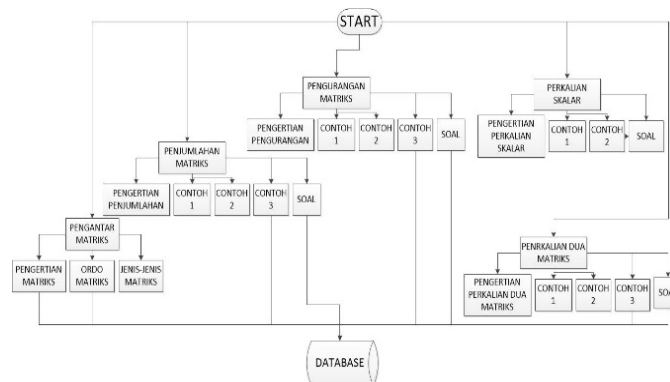 START
PENGURANGAN
MATRIKS
PERKALIAN
SKALAR
PENGERTIAN
PENGURANGAN
CONTOH
1
CONTOH
2
CONTOH
3
SOAL
PENGERTIAN
PERKALIAN
SKALAR
CONTOH
1
CONTOH
2
SOAL
PENJUMLAHAN
MATRIKS
PENGERTIAN
PENJUMLAHAN
CONTOH
1
CONTOH
2
CONTOH
3
SOAL
PENGANTAR
MATRIKS
PENGERTIAN
MATRIKS
ORDO
MATRIKS
JENIS-JENIS
MATRIKS
PENRKALIAN DUA
MATRIKS
PENGERTIAN
PERKALIAN DUA
MATRIKS
CONTOH
1
CONTOH
2
CONTOH
3
SOA
DATABASE